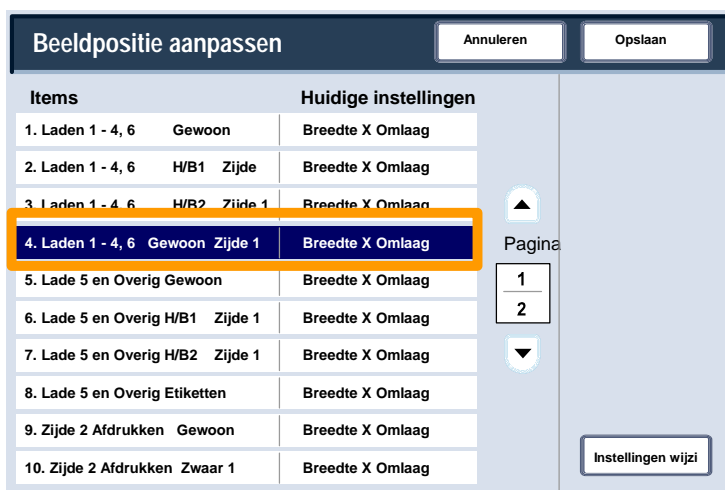 Beeldpositie aanpassen Annuleren Opslaan
Items Huidige instellingen
1. Laden 1 - 4, 6 Gewoon Breedte X Omlaag
2. Laden 1 - 4, 6 H/B1 Zijde Breedte X Omlaag
3. Laden 1 - 4, 6 H/B2 Zijde 1 Breedte X Omlaag
4. Laden 1 - 4, 6 Gewoon Zijde 1 Breedte X Omlaag
Pagina
5. Lade 5 en Overig Gewoon Breedte X Omlaag
1
6. Lade 5 en Overig H/B1 Zijde 1 Breedte X Omlaag
2
7. Lade 5 en Overig H/B2 Zijde 1 Breedte X Omlaag
8. Lade 5 en Overig Etiketten Breedte X Omlaag
9. Zijde 2 Afdrukken Gewoon Breedte X Omlaag
10. Zijde 2 Afdrukken Zwaar 1 Breedte X Omlaag
Instellingen wijzi